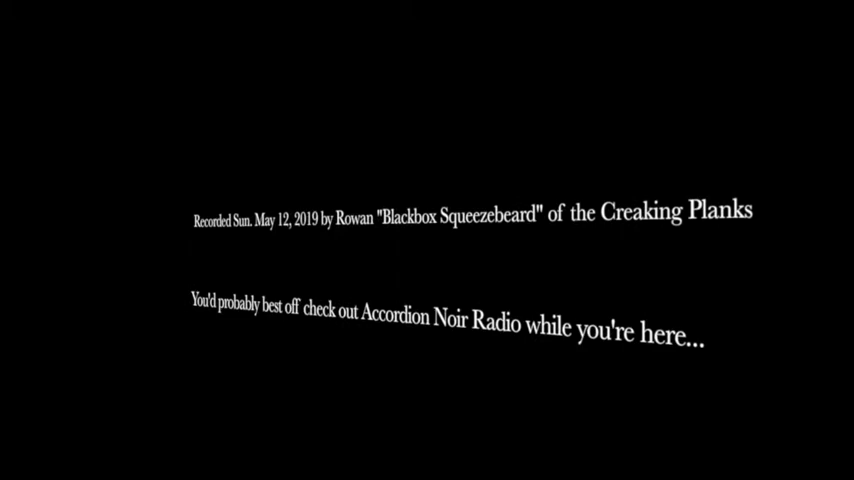 Recorded Sun. May 12, 2019 by Rowan "Blackbox Squeezebeard" of the Creaking Planks
You'd probably best off check out Accordion Noir Radio while you're here...